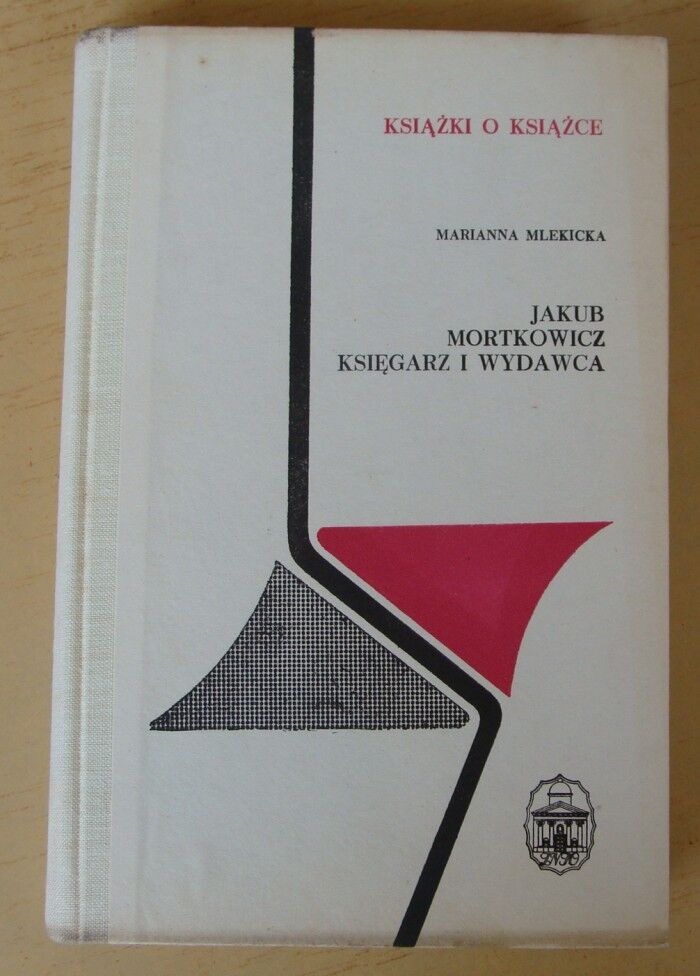 KSIĄŻKI O KSIĄŻCE
MARIANNA MLEKICKA
JAKUB
MORTKOWICZ
KSIĘGARZ I WYDAWCA